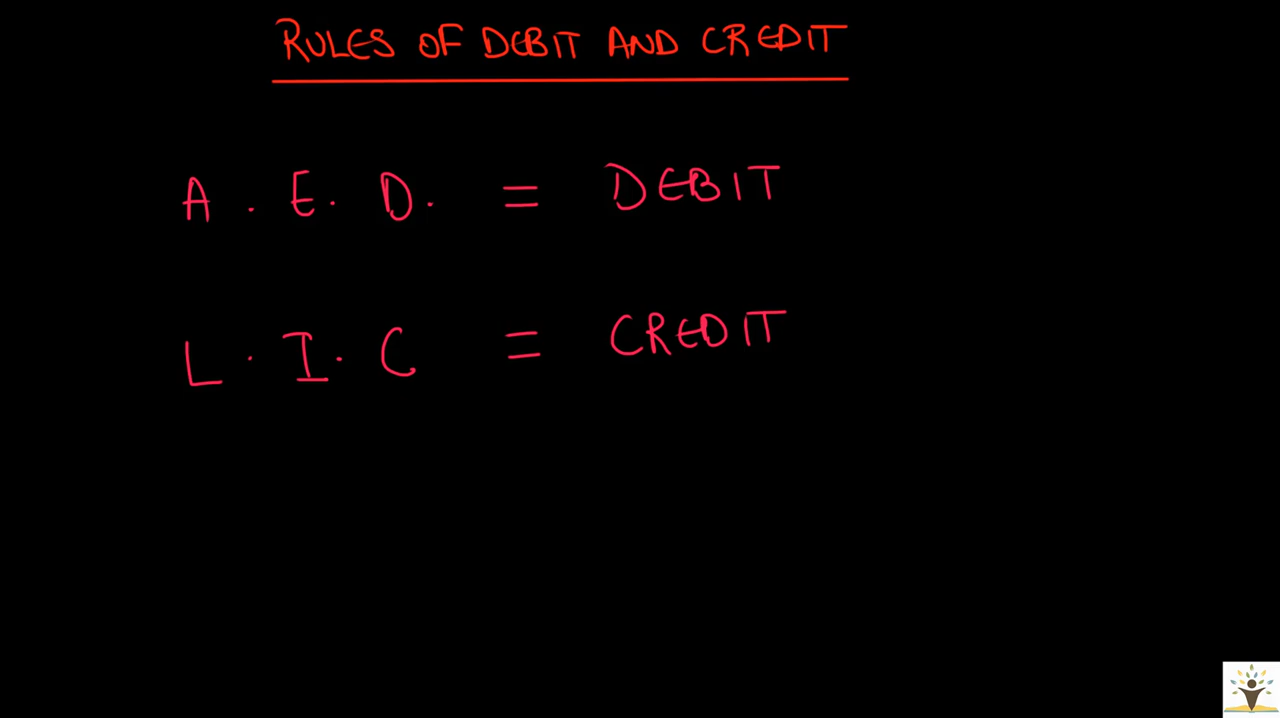 RULES OF DEBIT AND CREDIT
A . E . D . = DEBIT
L . I . C = CREDIT